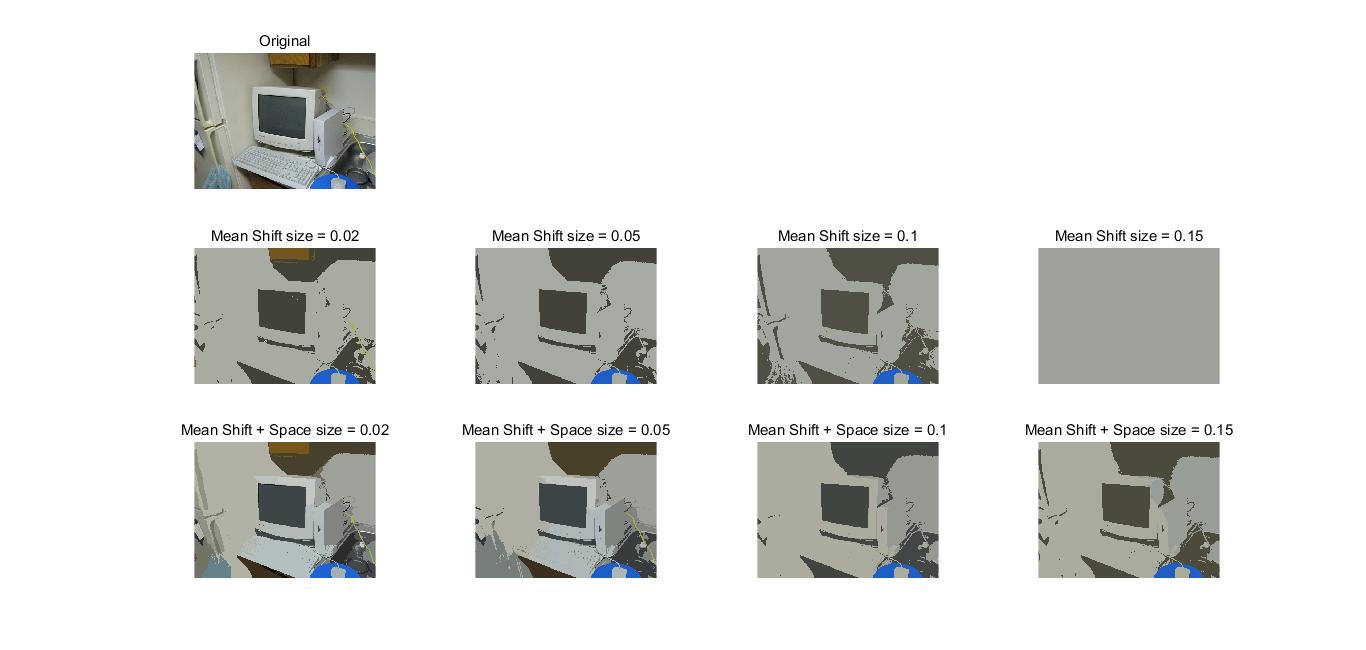 Original
Mean Shift size = 0.02
Mean Shift size = 0.05
Mean Shift size = 0.1
Mean Shift size = 0.15
Mean Shift + Space size = 0.02
Mean Shift + Space size = 0.05
Mean Shift + Space size = 0.1
Mean Shift + Space size = 0.15